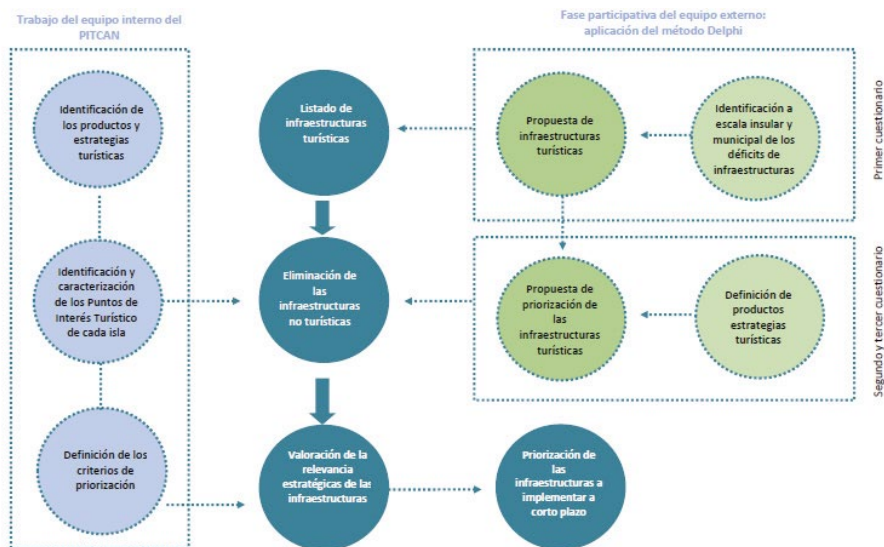 Trabajo del equipo interno del
PITCAN
Fase participativa del equipo externo:
aplicación del método Delphi
Identificación de
los productos y
estrategias
turísticas
Listado de
infraestructuras
turísticas
Propuesta de
infraestructuras
turísticas
Identificación a
escala insular y
municipal de los
déficits de
infraestructuras
Primer cuestionario
Identificación y
caracterización
de los Puntos de
Interés Turístico
de cada isla
Eliminación de
las
infraestructuras
no turísticas
Propuesta de
priorización de
las
infraestructuras
turísticas
Definición de
productos
estrategias
turísticas
Segundo y tercer cuestionario
Definición de los
criterios de
priorización
Valoración de la
relevancia
estratégicas de las
infraestructuras
Priorización de
las
infraestructuras a
implementar a
corto plazo